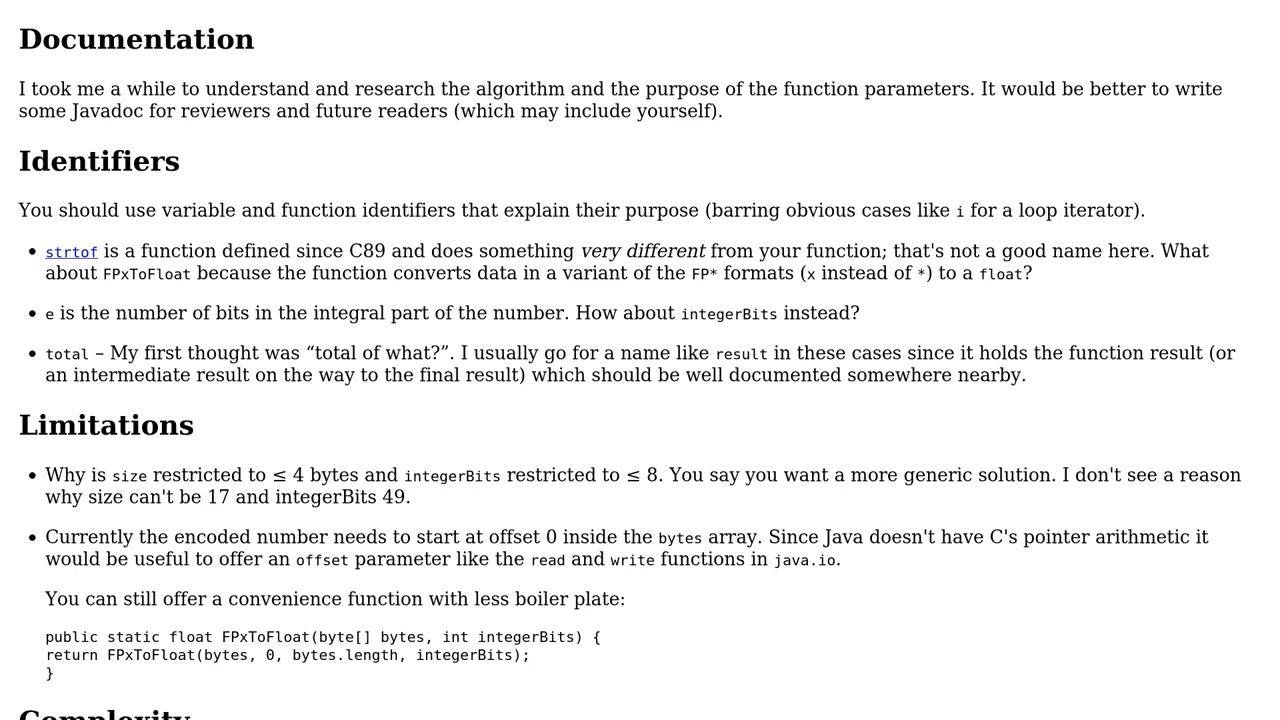 Documentation
I took me a while to understand and research the algorithm and the purpose of the function parameters. It would be better to write
some Javadoc for reviewers and future readers (which may include yourself).
Identifiers
You should use variable and function identifiers that explain their purpose (barring obvious cases like i for a loop iterator).
• strtof is a function defined since C89 and does something very different from your function; that's not a good name here. What
about FPxToFloat because the function converts data in a variant of the FP* formats (x instead of *) to a float?
• e is the number of bits in the integral part of the number. How about integerBits instead?
• total – My first thought was “total of what?”. I usually go for a name like result in these cases since it holds the function result (or
an intermediate result on the way to the final result) which should be well documented somewhere nearby.
Limitations
• Why is size restricted to ≤ 4 bytes and integerBits restricted to ≤ 8. You say you want a more generic solution. I don't see a reason
why size can't be 17 and integerBits 49.
• Currently the encoded number needs to start at offset 0 inside the bytes array. Since Java doesn't have C's pointer arithmetic it
would be useful to offer an offset parameter like the read and write functions in java.io.
You can still offer a convenience function with less boiler plate:
public static float FPxToFloat(byte[] bytes, int integerBits) {
return FPxToFloat(bytes, 0, bytes.length, integerBits);
}
Complexity